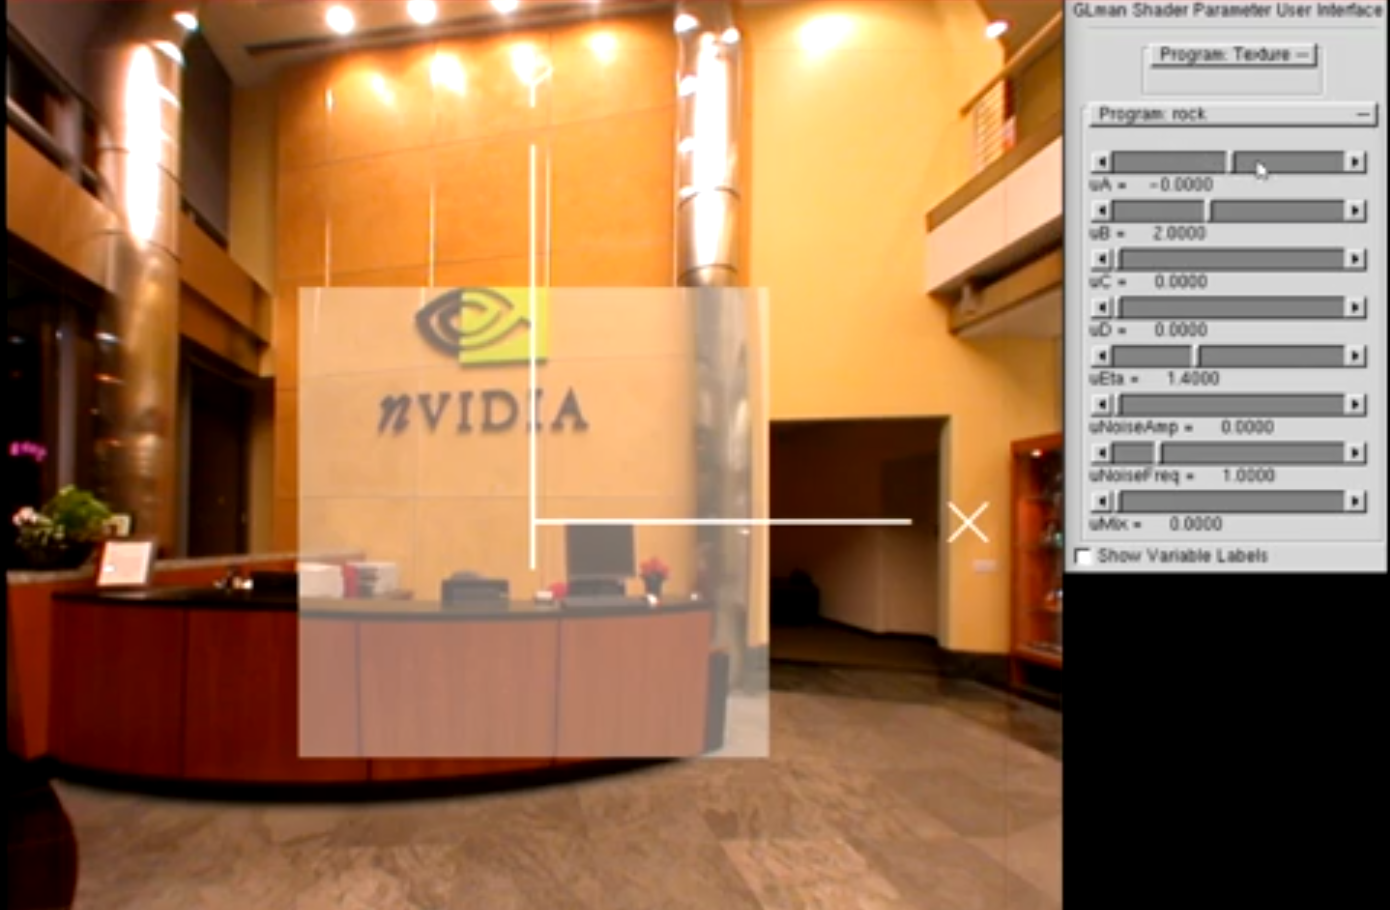 GLman Shader Parameter User Interface
Program: Texture
Program: rock
uA = -0.0000
uB = 2.0000
uC = 0.0000
uD = 0.0000
uEta = 1.4000
uNoiseAmp = 0.0000
uNoiseFreq = 1.0000
uMix = 0.0000
Show Variable Labels
nVIDIA
X